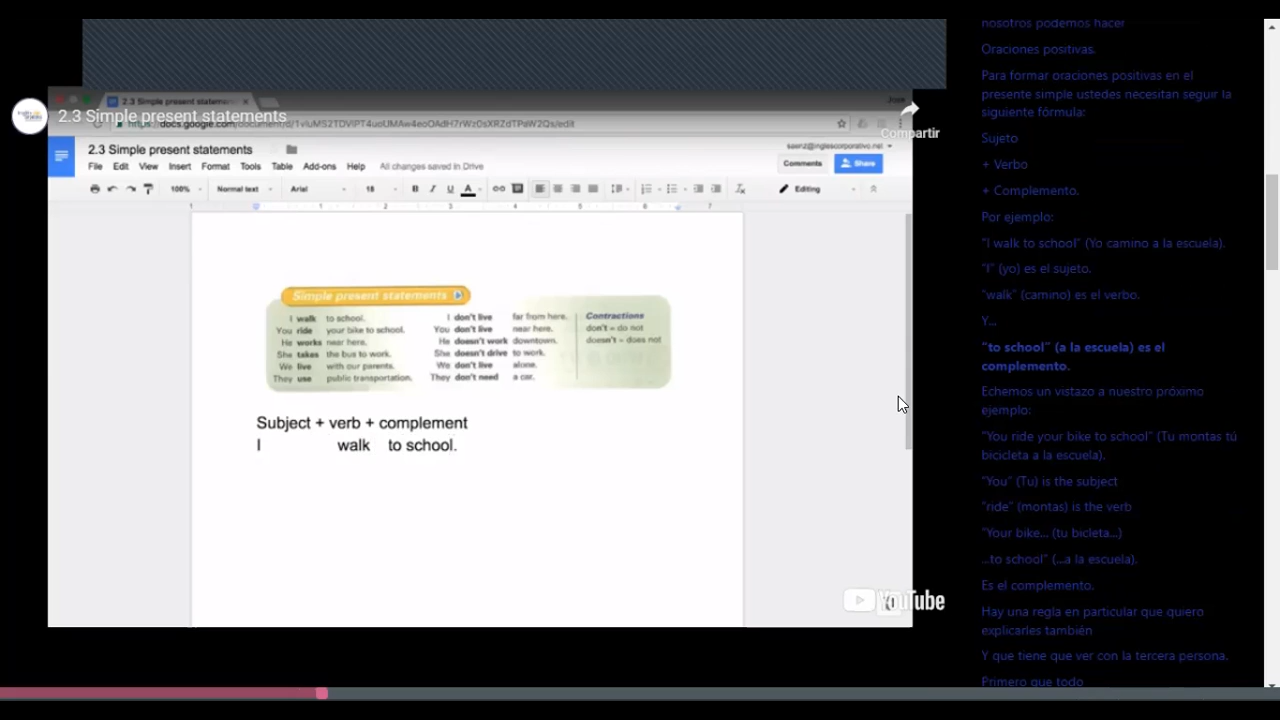 2.3 Simple present statements
Compartir
2.3 Simple present statements
saenz@inglescorporativo.net
File Edit View Insert Format Tools Table Add-ons Help All changes saved in Drive
Comments Share
100% Normal text Arial 18 B I U A Editing
Simple present statements
I walk to school.
You ride your bike to school.
He works near here.
She takes the bus to work.
We live with our parents.
They use public transportation.
I don't live far from here.
You don't live near here.
He doesn't work downtown.
She doesn't drive to work.
We don't live alone.
They don't need a car.
Contractions
don't = do not
doesn't = does not
Subject + verb + complement
I walk to school.
YouTube
nosotros podemos hacer
Oraciones positivas.
Para formar oraciones positivas en el
presente simple ustedes necesitan seguir la
siguiente fórmula:
Sujeto
+ Verbo
+ Complemento.
Por ejemplo:
"I walk to school" (Yo camino a la escuela).
"I" (yo) es el sujeto.
"walk" (camino) es el verbo.
Y...
"to school" (a la escuela) es el
complemento.
Echemos un vistazo a nuestro próximo
ejemplo:
"You ride your bike to school" (Tu montas tú
bicicleta a la escuela).
"You" (Tu) is the subject
"ride" (montas) is the verb
"Your bike... (tu bicleta...)
...to school" (...a la escuela).
Es el complemento.
Hay una regla en particular que quiero
explicarles también
Y que tiene que ver con la tercera persona.
Primero que todo